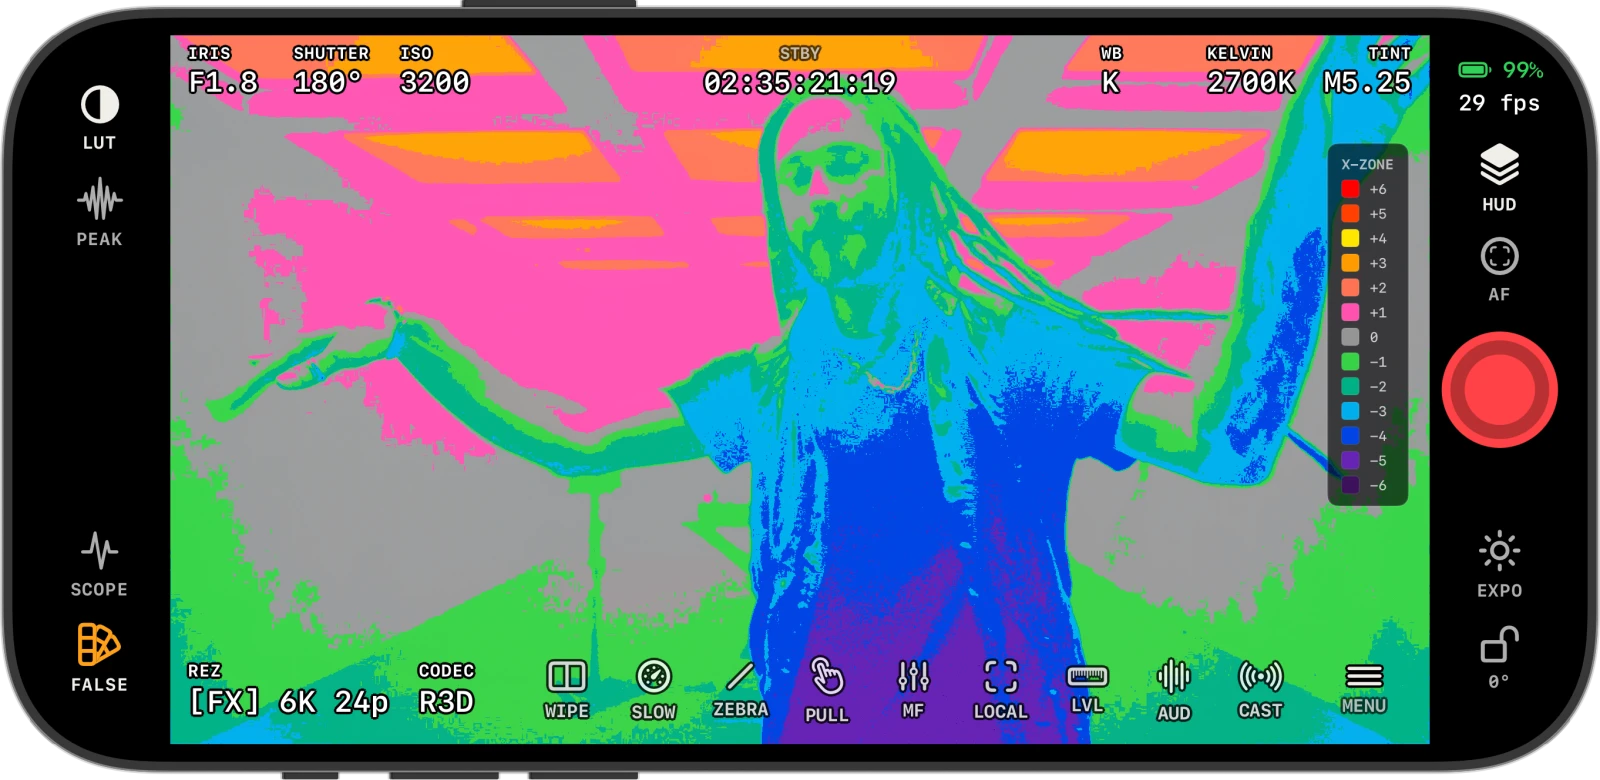 IRIS SHUTTER ISO STBY WB KELVIN TINT
F1.8 180° 3200 02:35:21:19 K 2700K M5.25
99%
29 fps
LUT
PEAK
SCOPE
FALSE
X-ZONE
+6
+5
+4
+3
+2
+1
0
-1
-2
-3
-4
-5
-6
HUD
AF
EXPO
0°
REZ CODEC
[FX] 6K 24p R3D
WIPE SLOW ZEBRA PULL MF LOCAL LVL AUD CAST MENU